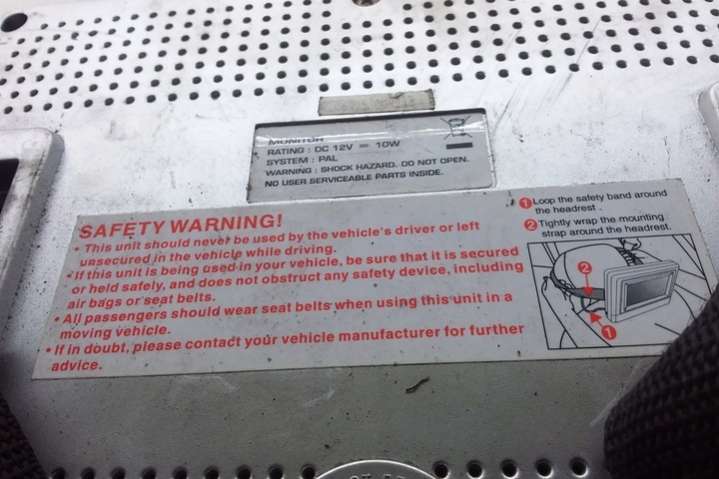 MONITOR
RATING : DC 12V ⎓ 10W
SYSTEM : PAL
WARNING : SHOCK HAZARD. DO NOT OPEN.
NO USER SERVICEABLE PARTS INSIDE.
SAFETY WARNING!
• This unit should never be used by the vehicle's driver or left
unsecured in the vehicle while driving.
• If this unit is being used in your vehicle, be sure that it is secured
or held safely, and does not obstruct any safety device, including
air bags or seat belts.
• All passengers should wear seat belts when using this unit in a
moving vehicle.
• If in doubt, please contact your vehicle manufacturer for further
advice.
1 Loop the safety band around
the headrest .
2 Tightly wrap the mounting
strap around the headrest.
2
1